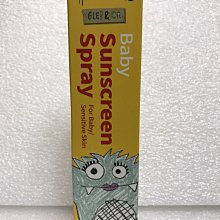 Baby
Sunscreen
Spray
For Baby/
Sensitive Skin